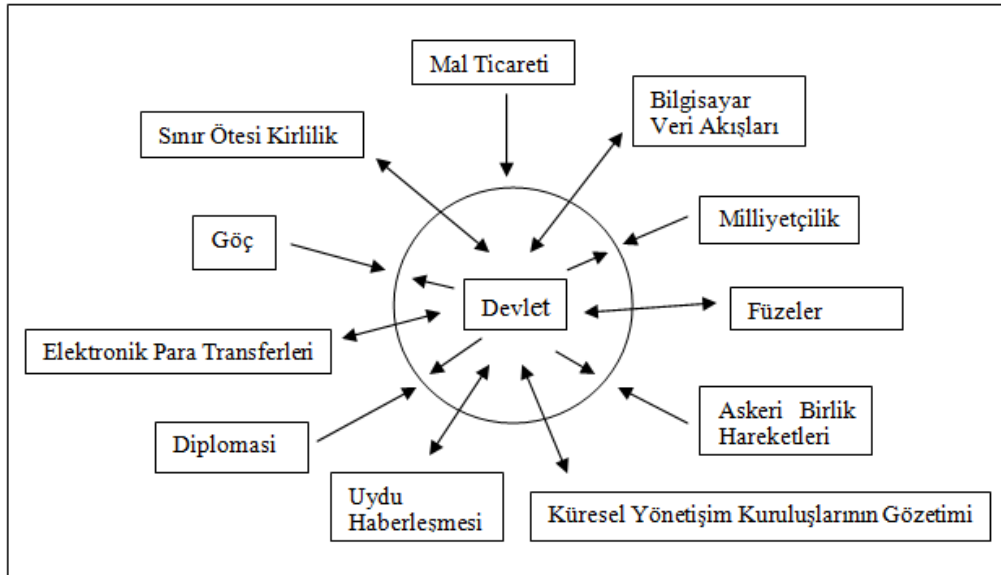 Mal Ticareti
Bilgisayar
Veri Akışları
Sınır Ötesi Kirlilik
Milliyetçilik
Göç
Devlet
Füzeler
Elektronik Para Transferleri
Askeri Birlik
Hareketleri
Diplomasi
Uydu
Haberleşmesi
Küresel Yönetişim Kuruluşlarının Gözetimi